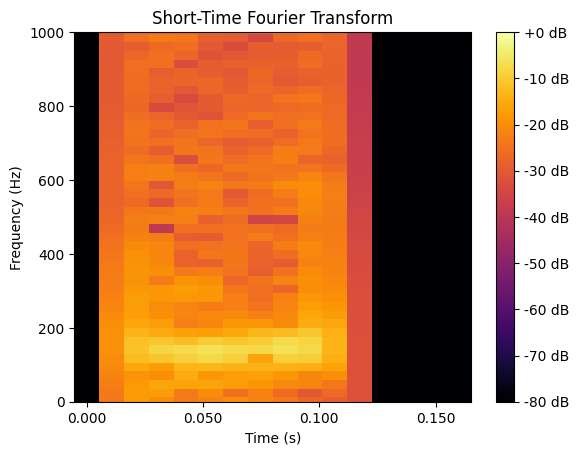 Short-Time Fourier Transform
Frequency (Hz)
1000
800
600
400
200
0
0.000
0.050
0.100
0.150
Time (s)
+0 dB
-10 dB
-20 dB
-30 dB
-40 dB
-50 dB
-60 dB
-70 dB
-80 dB